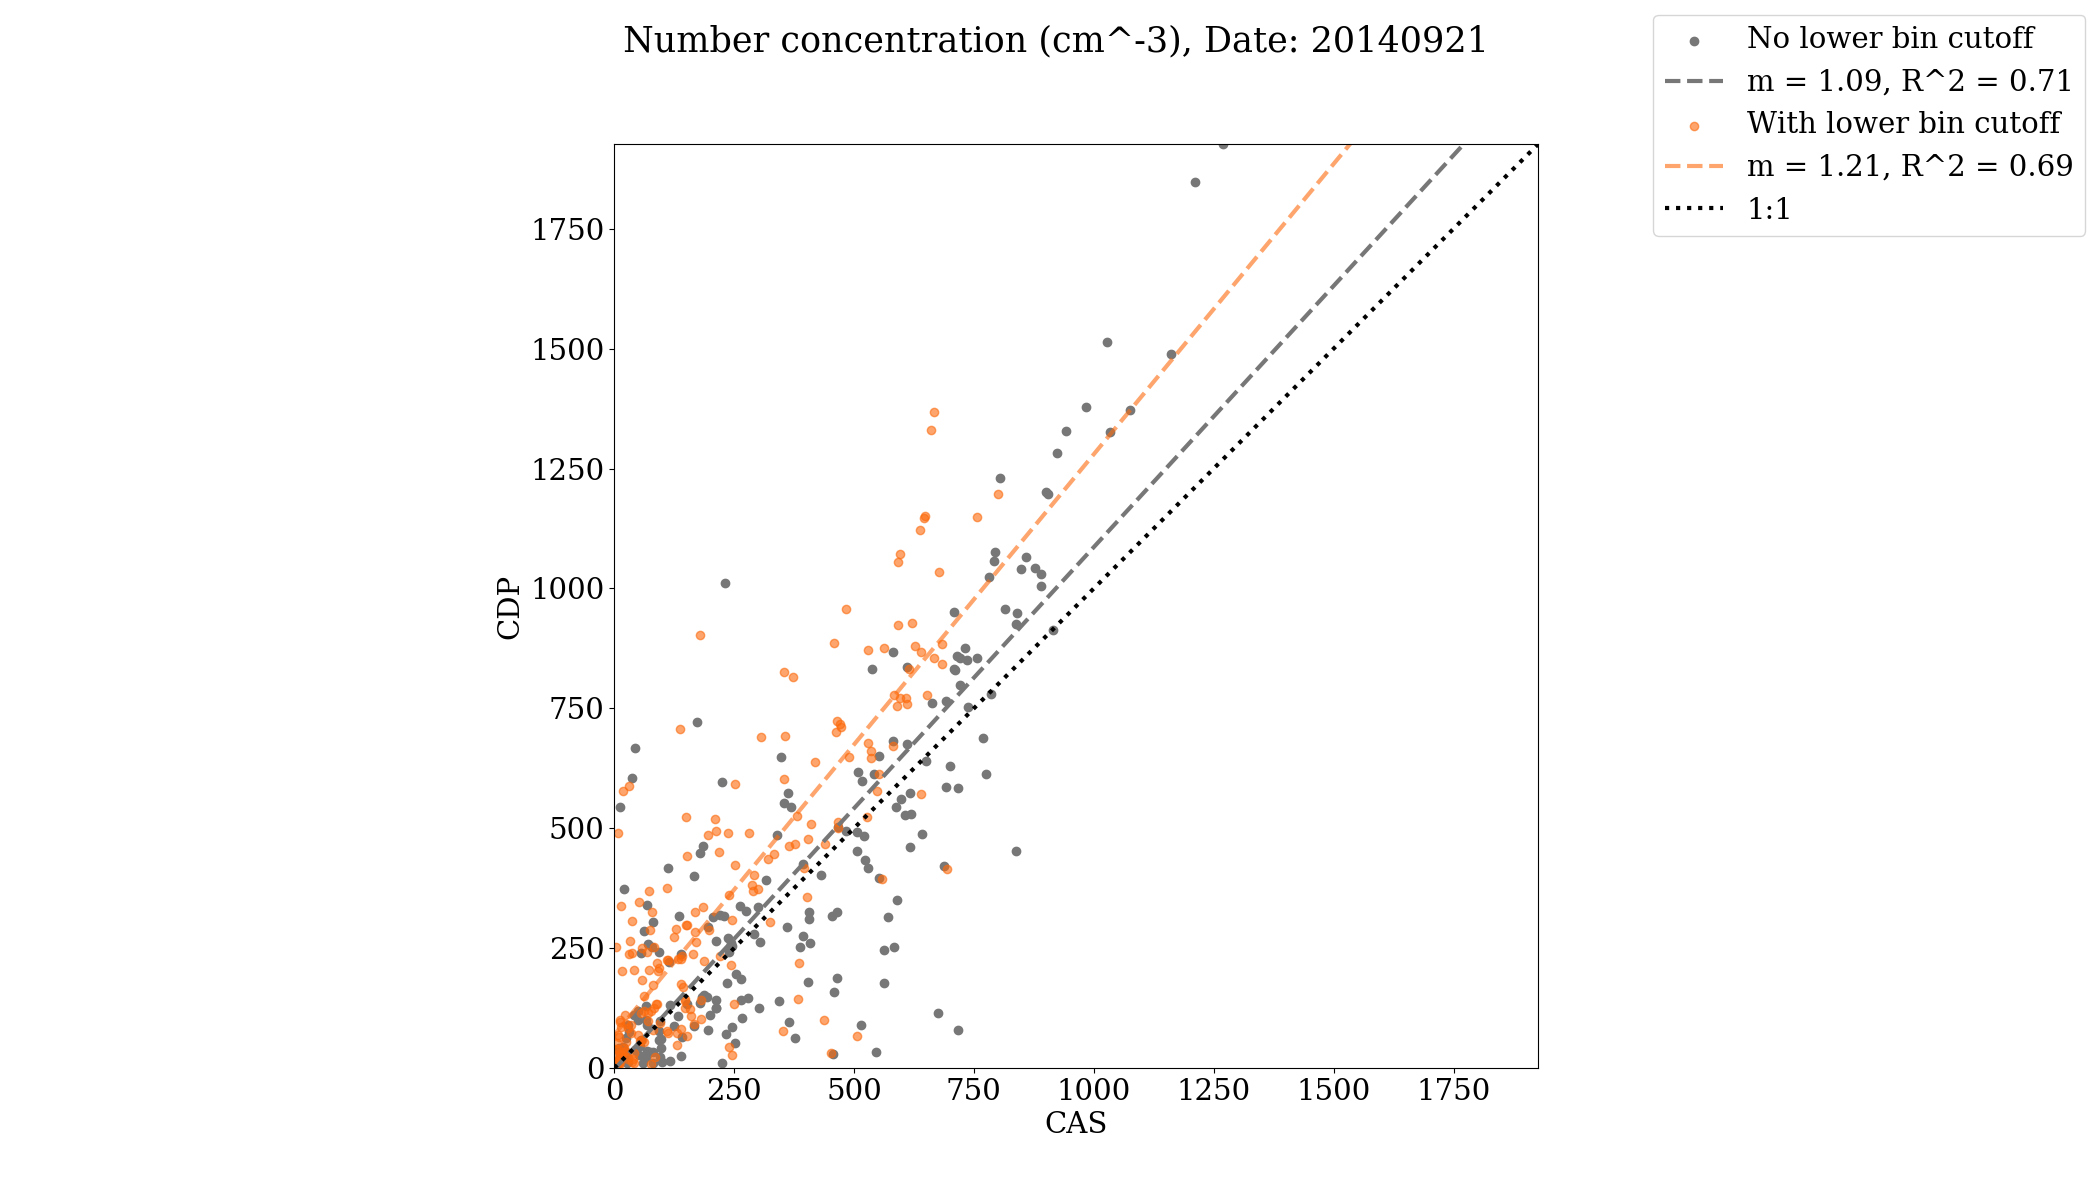 Number concentration (cm^-3), Date: 20140921
No lower bin cutoff
m = 1.09, R^2 = 0.71
With lower bin cutoff
m = 1.21, R^2 = 0.69
1:1
1750
1500
1250
1000
750
500
250
0
CDP
0 250 500 750 1000 1250 1500 1750
CAS